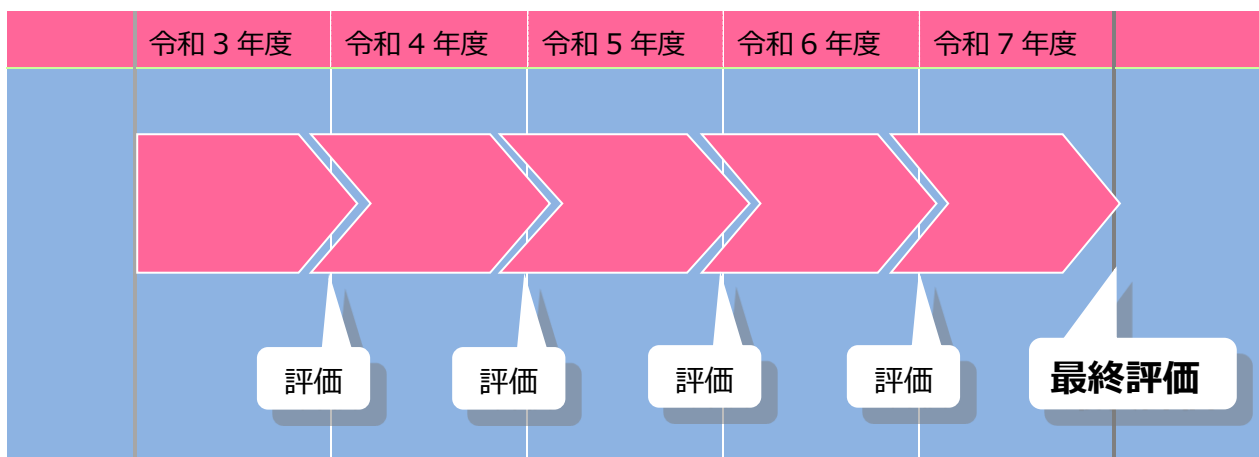 令和３年度
令和４年度
令和５年度
令和６年度
令和７年度
評価
評価
評価
評価
最終評価